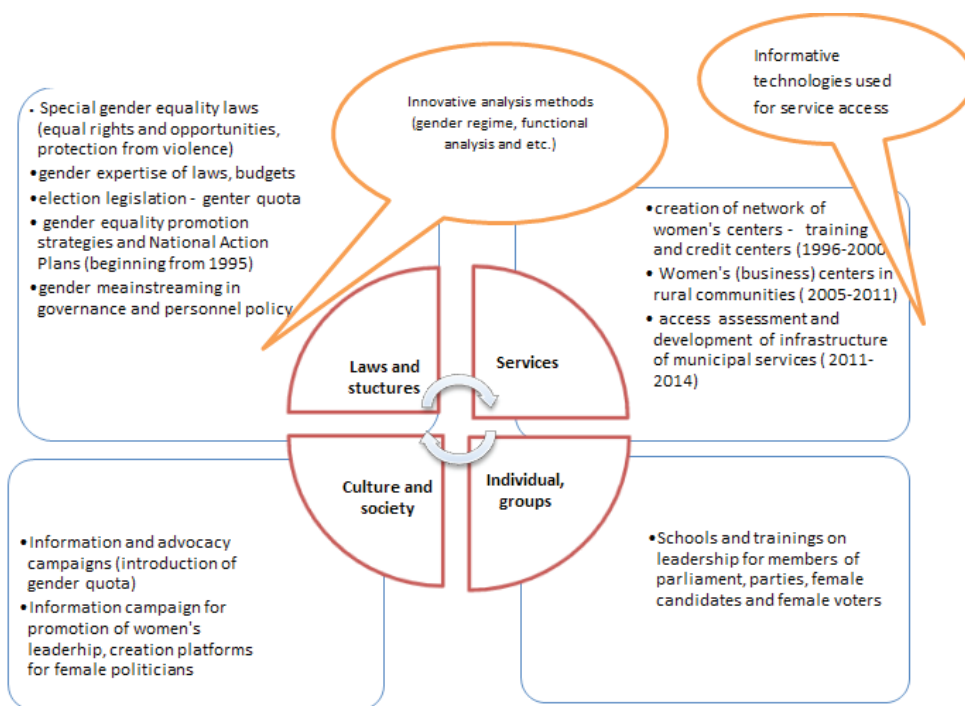 Innovative analysis methods
(gender regime, functional
analysis and etc.)
Informative
technologies used
for service access
• Special gender equality laws
(equal rights and opportunities,
protection from violence)
•gender expertise of laws, budgets
•election legislation - genter quota
• gender equality promotion
strategies and National Action
Plans (beginning from 1995)
•gender meainstreaming in
governance and personnel policy
•creation of network of
women's centers - training
and credit centers (1996-2000
• Women's (business) centers in
rural communities ( 2005-2011)
• access assessment and
development of infrastructure
of municipal services ( 2011-
2014)
Laws and
stuctures
Services
Culture and
society
Individual,
groups
•Information and advocacy
campaigns (introduction of
gender quota)
•Information campaign for
promotion of women's
leaderhip, creation platforms
for female politicians
•Schools and trainings on
leadership for members of
parliament, parties, female
candidates and female voters